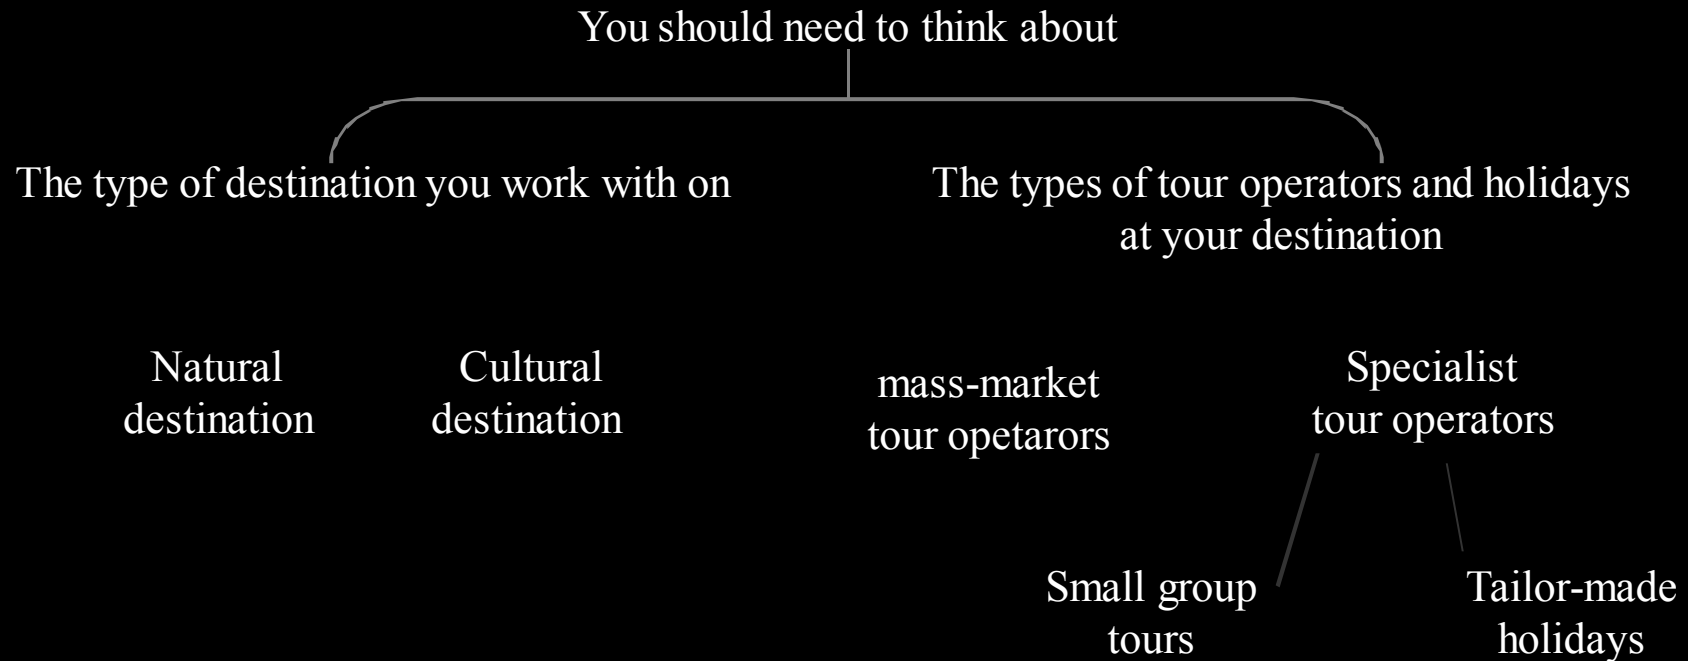 You should need to think about
The type of destination you work with on
The types of tour operators and holidays
at your destination
Natural
destination
Cultural
destination
mass-market
tour opetarors
Specialist
tour operators
Small group
tours
Tailor-made
holidays